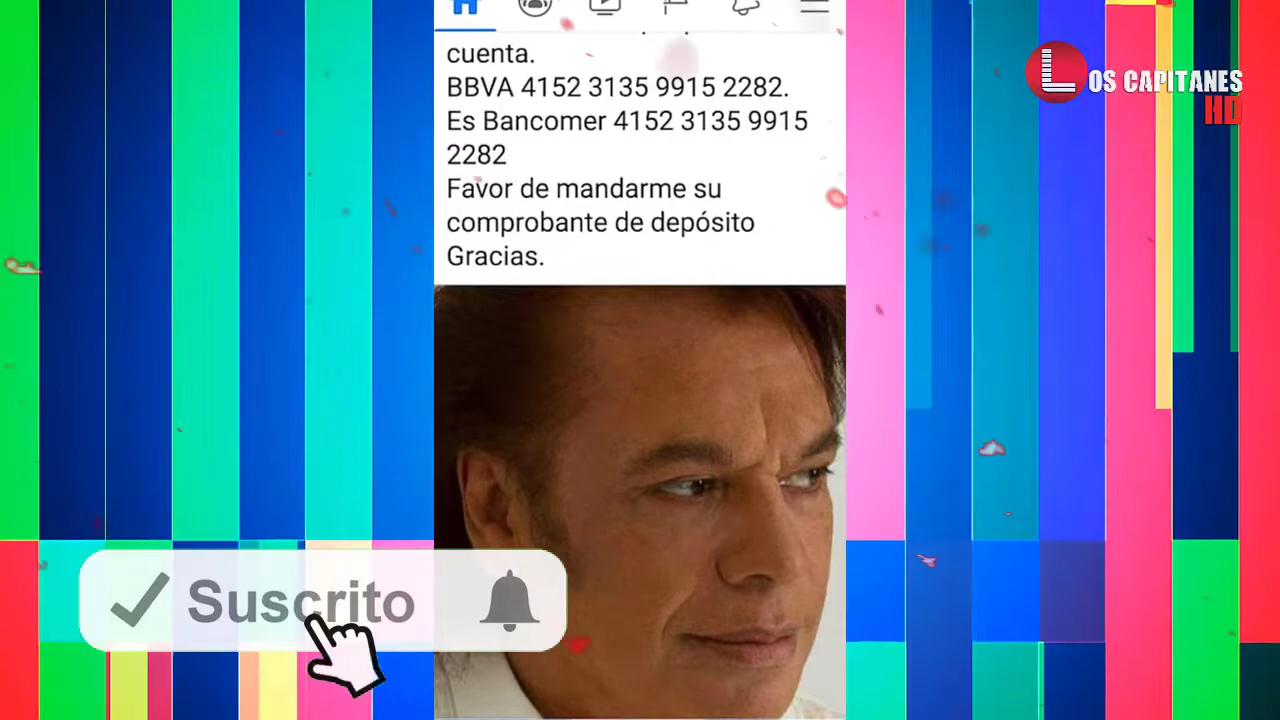 cuenta.
BBVA 4152 3135 9915 2282.
Es Bancomer 4152 3135 9915
2282
Favor de mandarme su
comprobante de depósito
Gracias.
LOS CAPITANES
HD
Suscrito